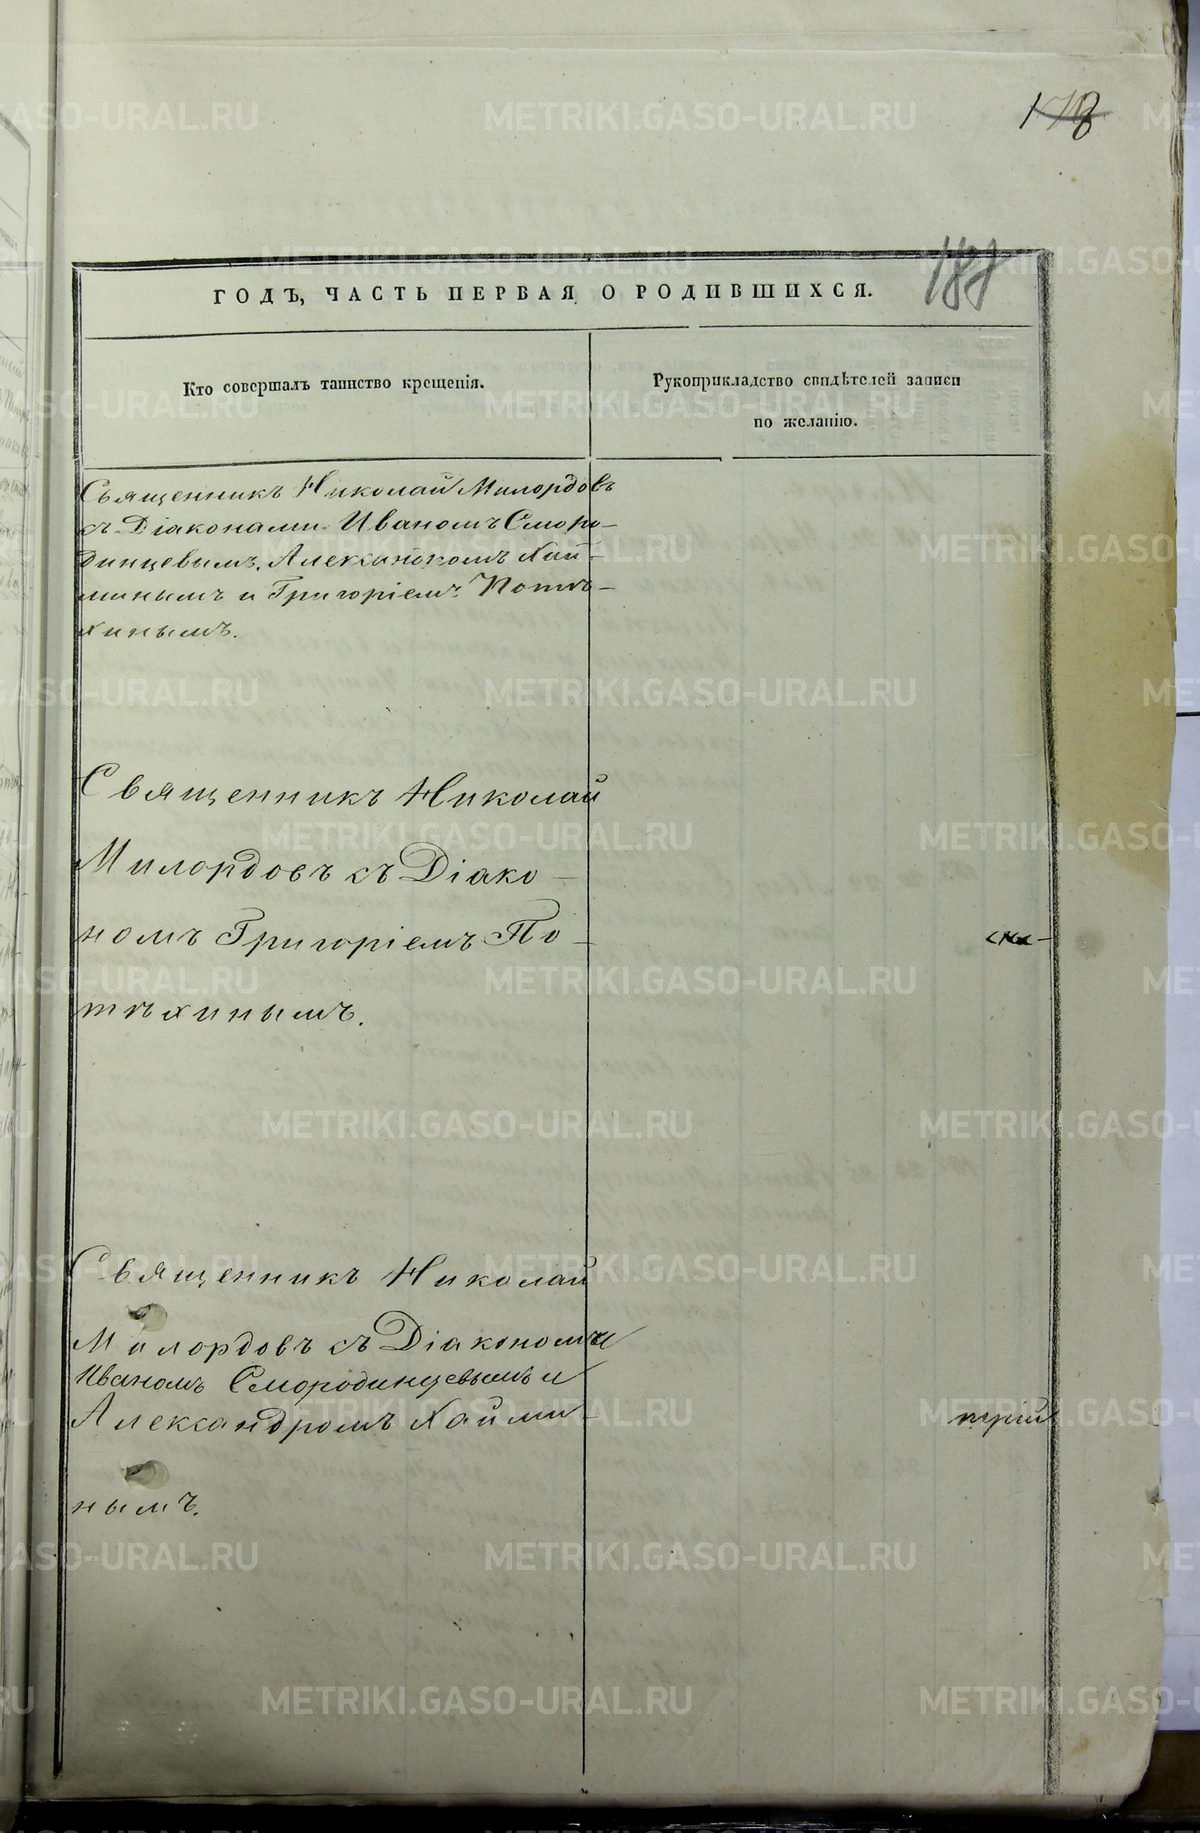 178
188
ГОДЪ, ЧАСТЬ ПЕРВАЯ, О РОДИВШИХСЯ.
Кто совершалъ таинство крещенія.
Рукоприкладство свидѣтелей записи
по желанію.
Священникъ Николай Милордовъ
съ Діаконами Иваномъ Сморо-
динцевымъ, Александромъ Хай-
минымъ и Григоріемъ Потѣ-
хинымъ.
Священникъ Николай
Милордовъ съ Діако-
номъ Григоріемъ По-
тѣхинымъ.
Священникъ Николай
Милордовъ съ Діакономъ
Иваномъ Смородинцевымъ и
Александромъ Хайми-
нымъ.
METRIKI.GASO-URAL.RU